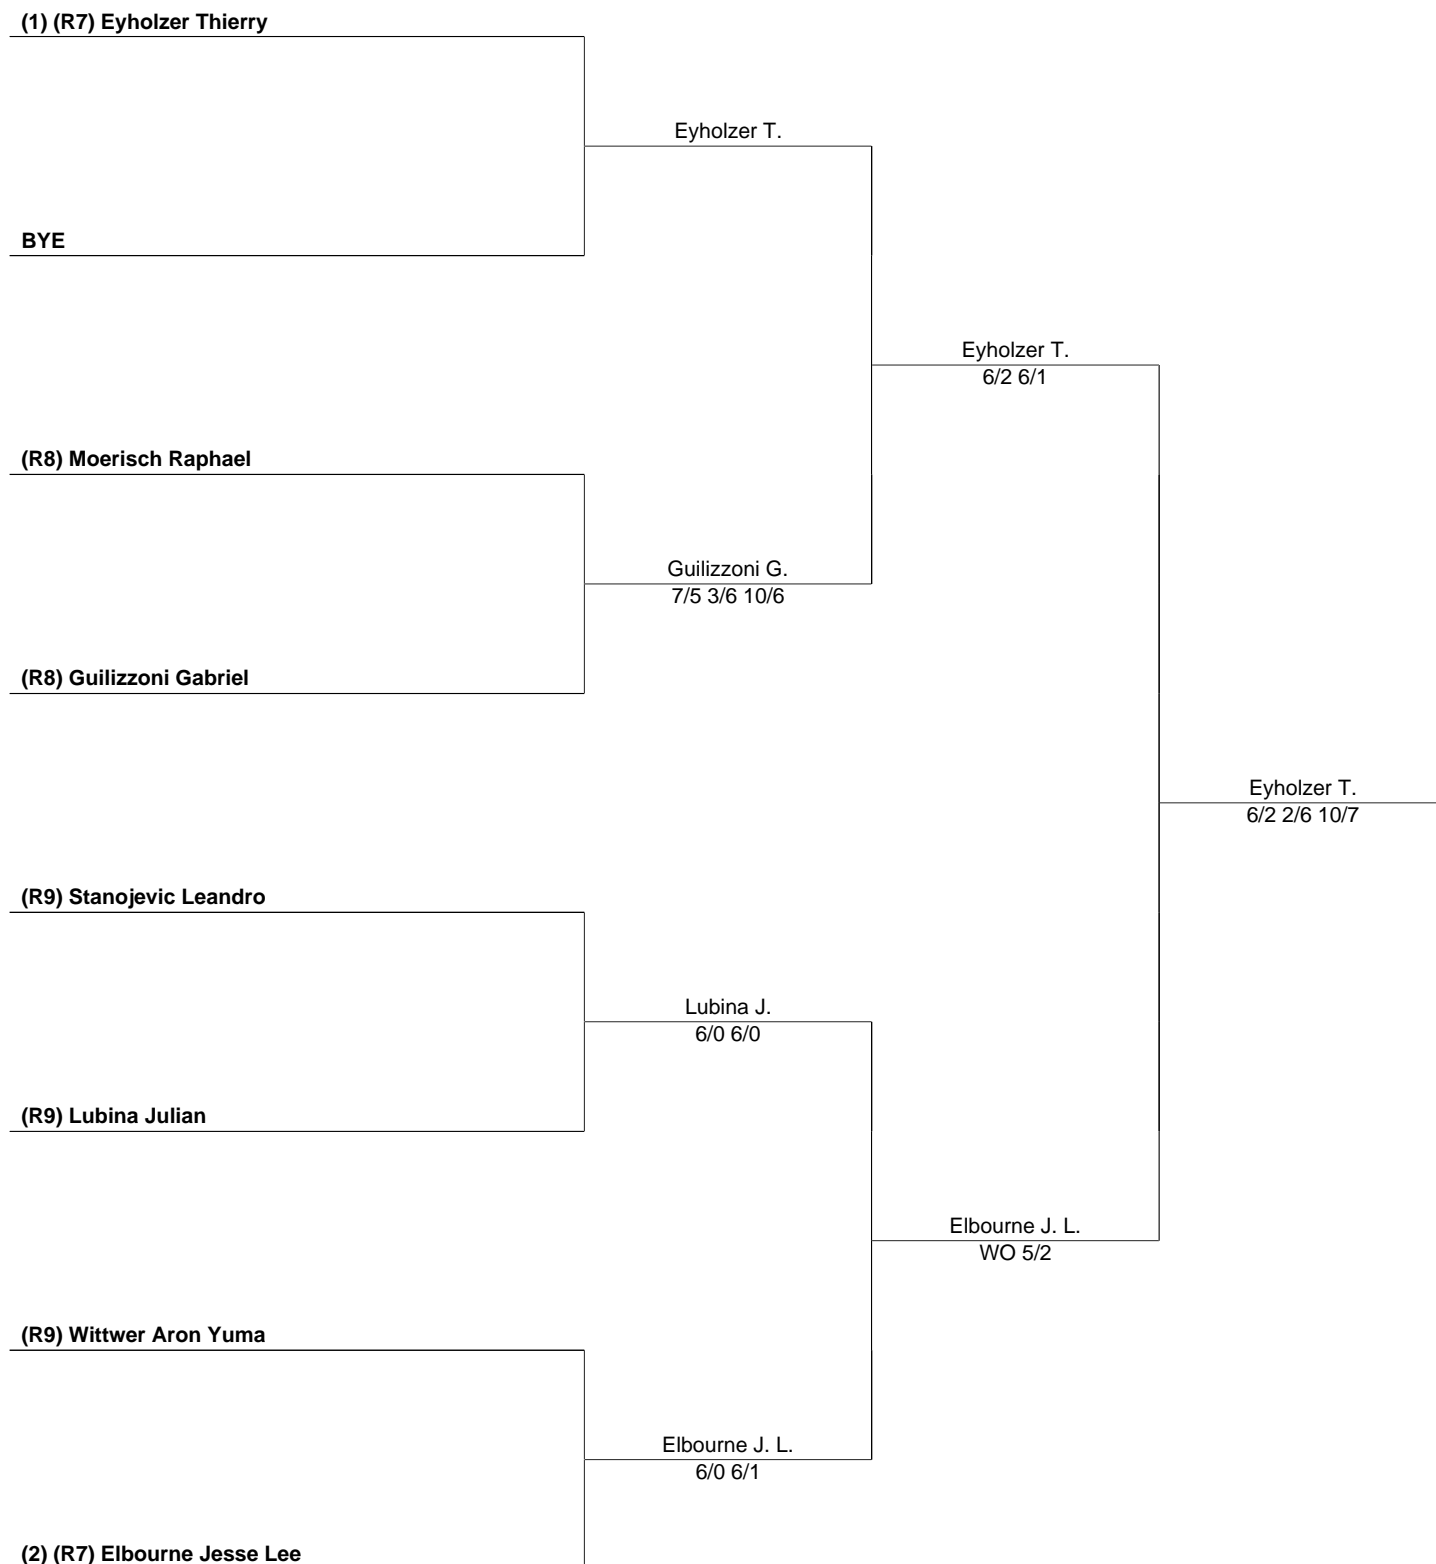 (1) (R7) Eyholzer Thierry
Eyholzer T.
BYE
Eyholzer T.
6/2 6/1
(R8) Moerisch Raphael
Guilizzoni G.
7/5 3/6 10/6
(R8) Guilizzoni Gabriel
Eyholzer T.
6/2 2/6 10/7
(R9) Stanojevic Leandro
Lubina J.
6/0 6/0
(R9) Lubina Julian
Elbourne J. L.
WO 5/2
(R9) Wittwer Aron Yuma
Elbourne J. L.
6/0 6/1
(2) (R7) Elbourne Jesse Lee